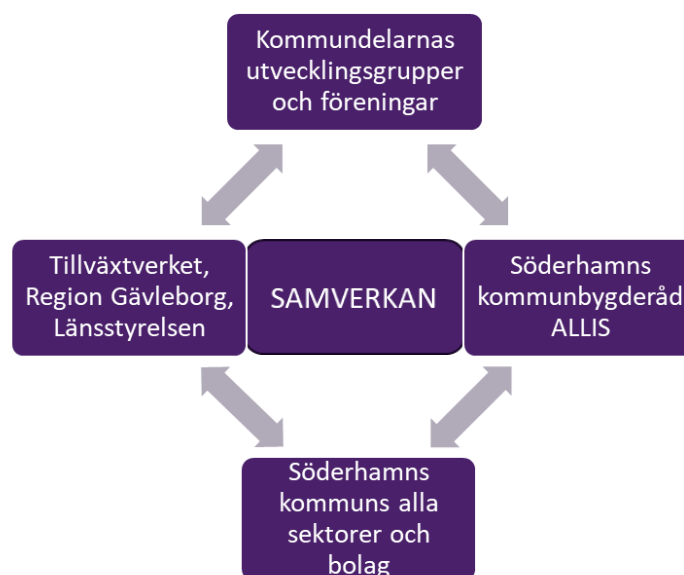 Kommundelarnas
utvecklingsgrupper
och föreningar
Tillväxtverket,
Region Gävleborg,
Länsstyrelsen
SAMVERKAN
Söderhamns
kommunbygderåd
ALLIS
Söderhamns
kommuns alla
sektorer och
bolag